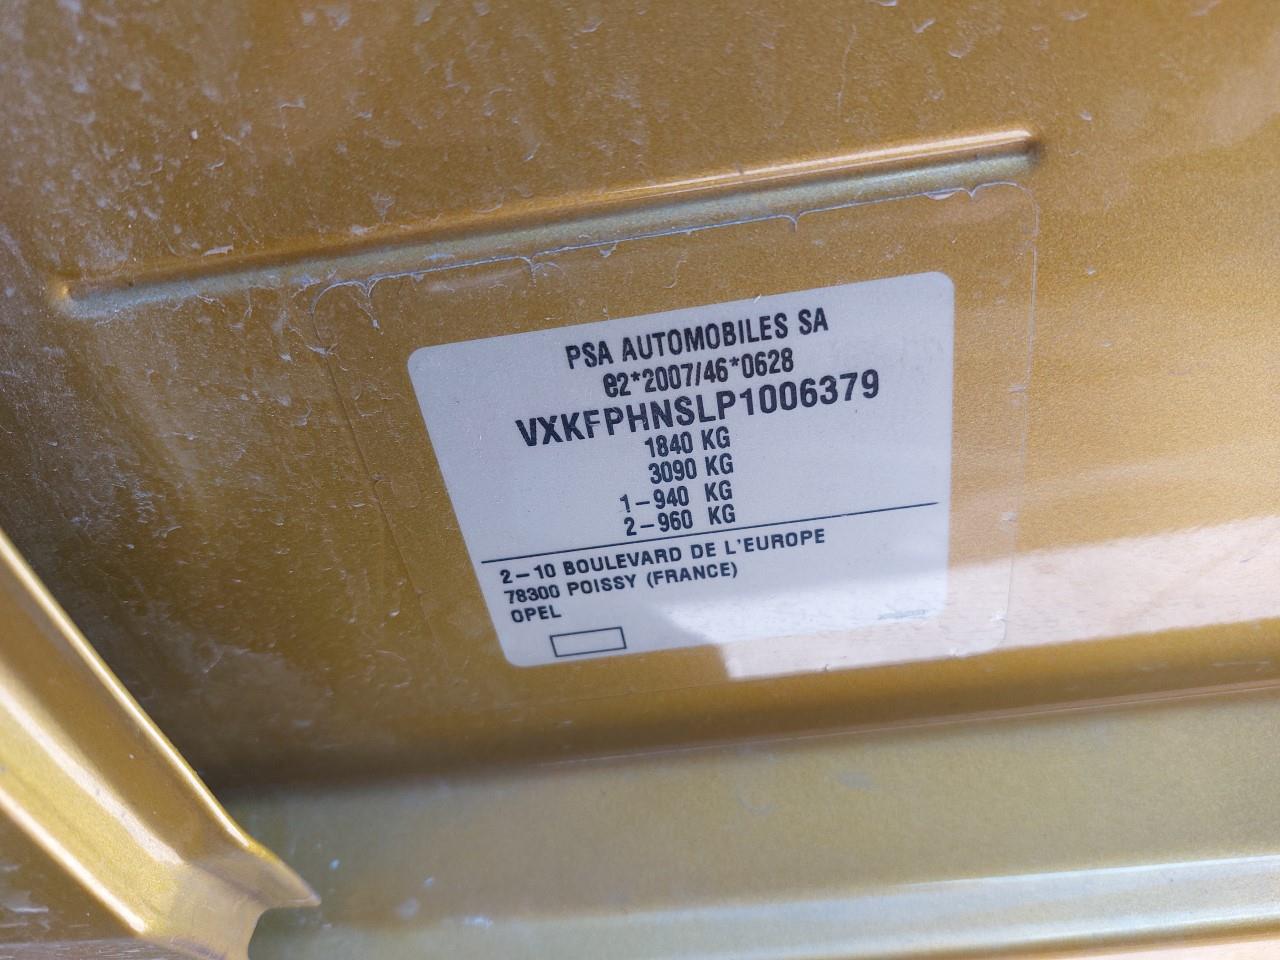 PSA AUTOMOBILES SA
e2*2007/46*0628
VXKFPHNSLP1006379
1840 KG
3090 KG
1-940 KG
2-960 KG
2-10 BOULEVARD DE L'EUROPE
78300 POISSY (FRANCE)
OPEL